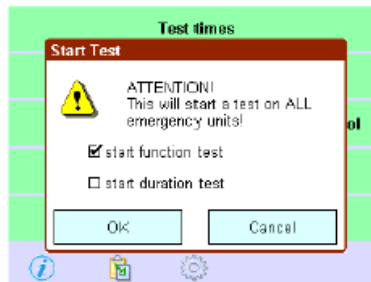 Test times
Start Test
ATTENTION!
This will start a test on ALL
emergency units!
ol
start function test
start duration test
OK
Cancel